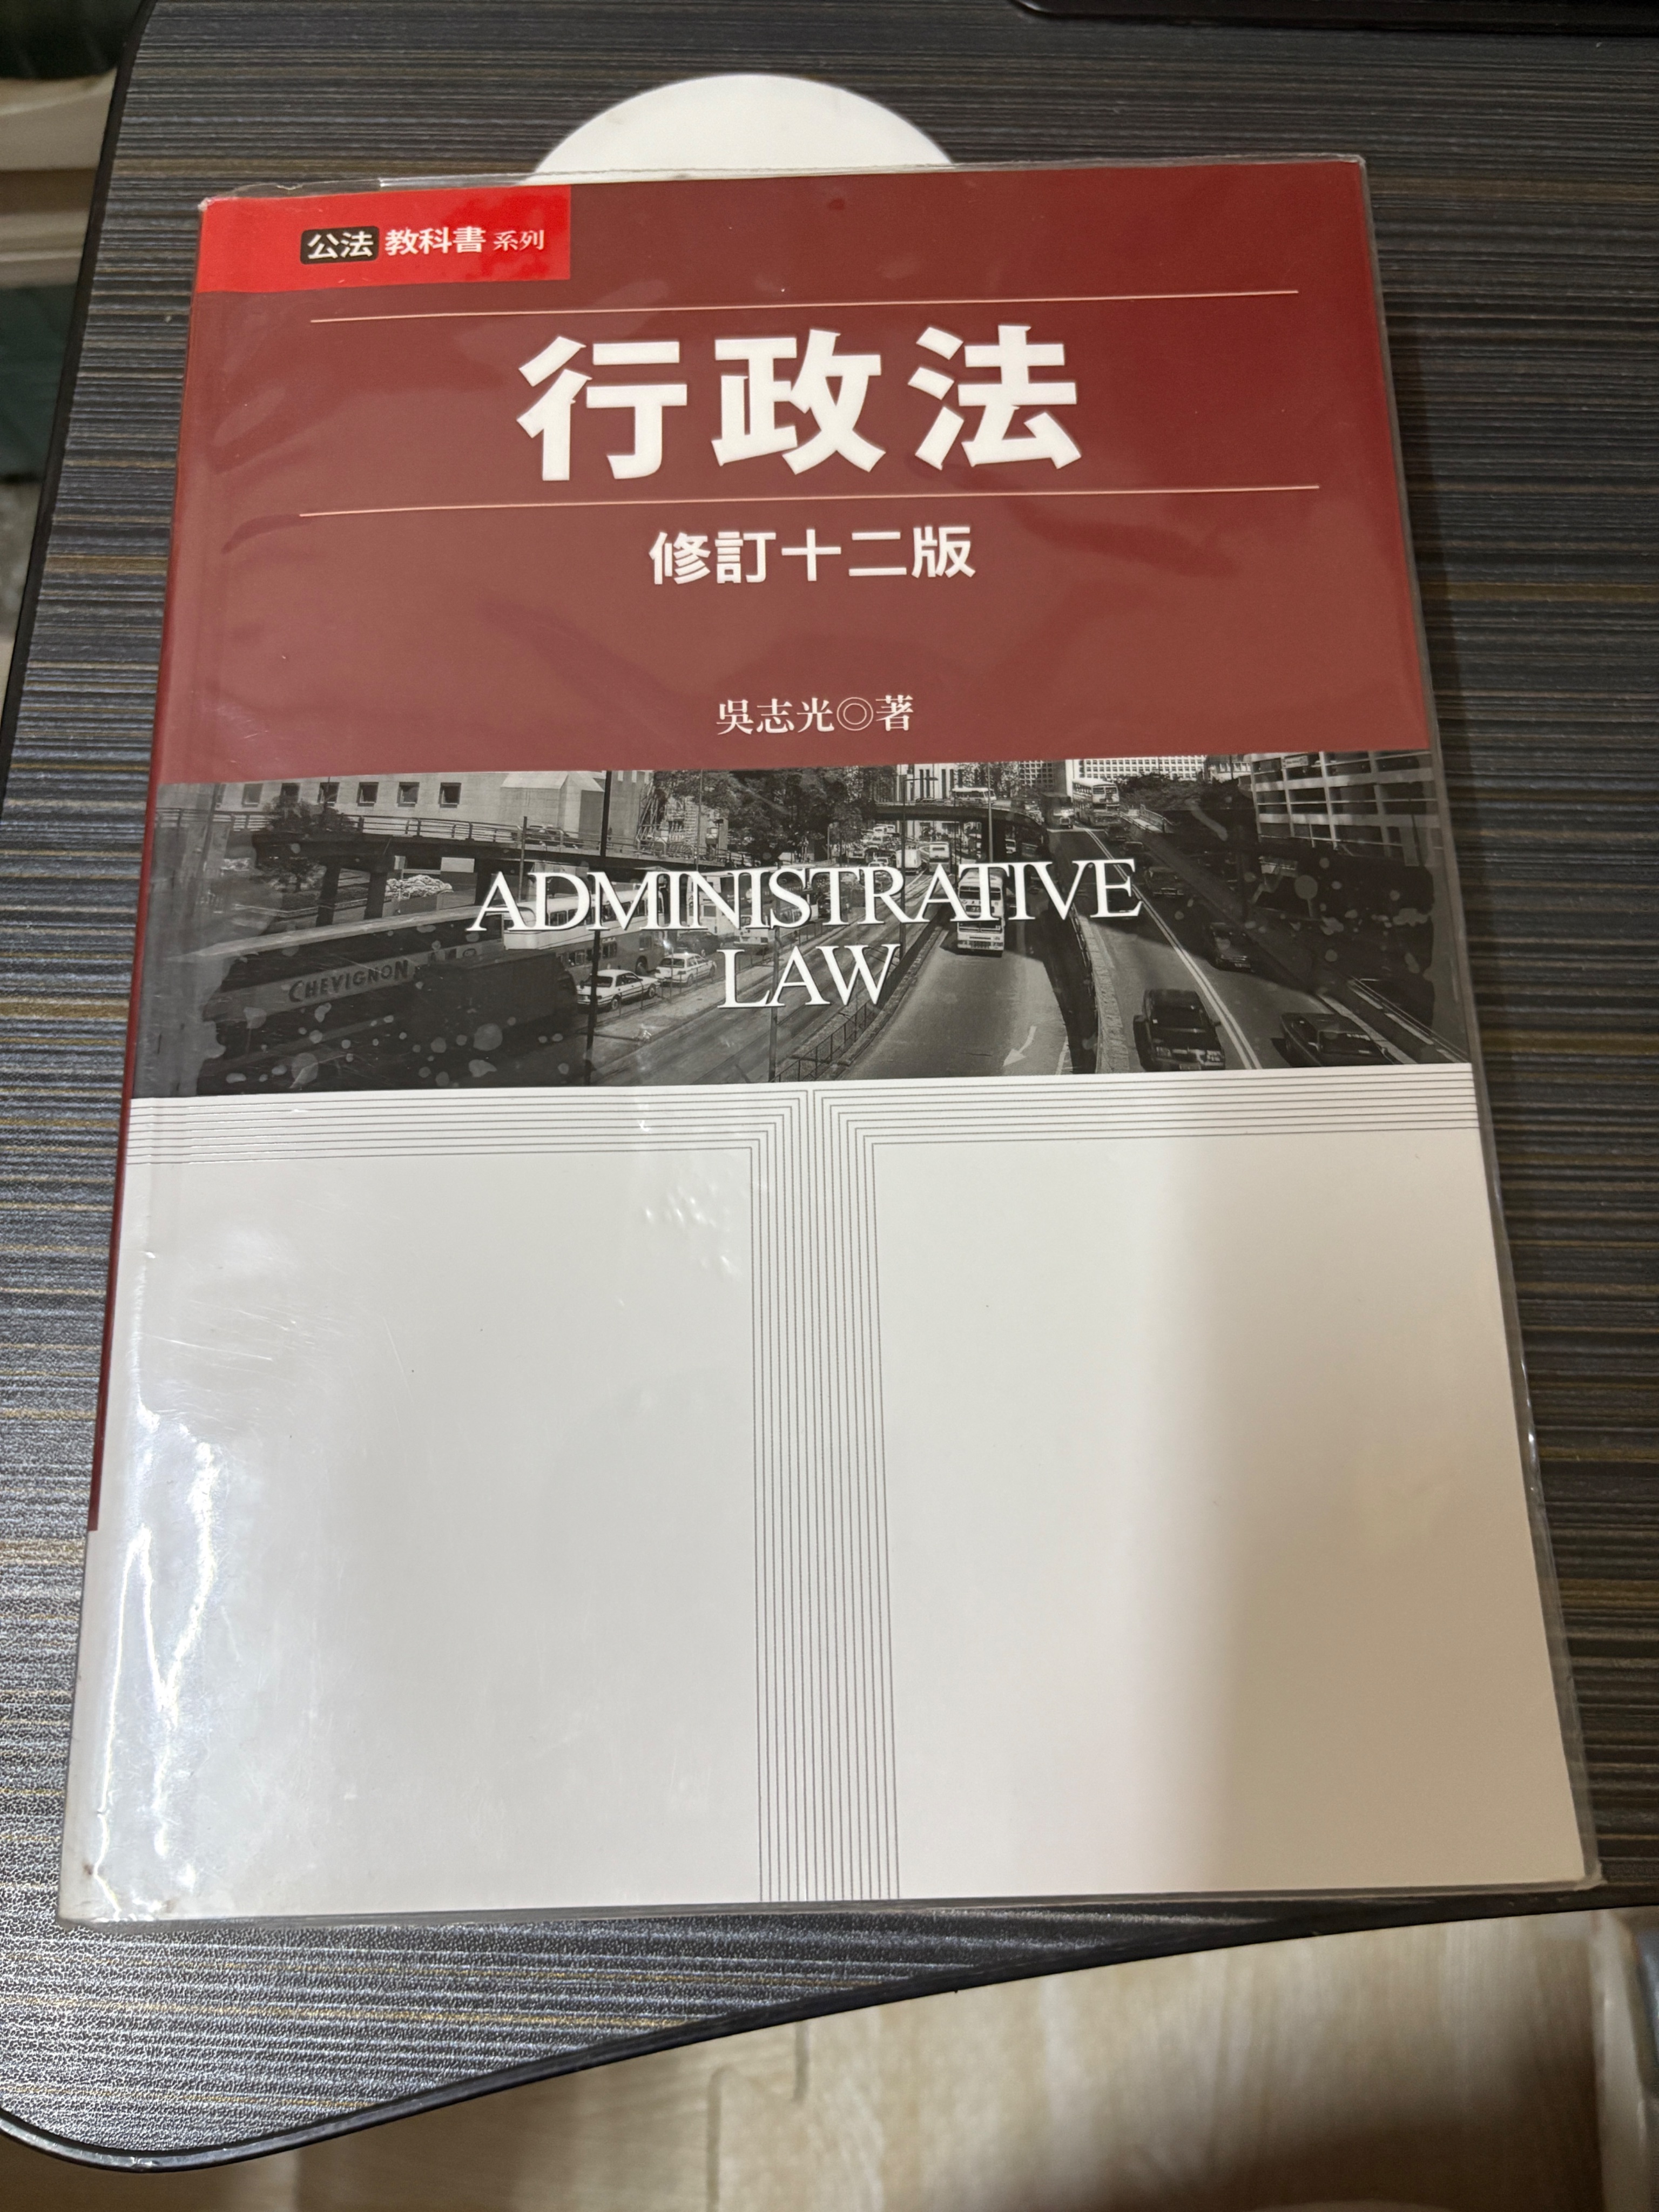 公法 教科書 系列
行政法
修訂十二版
吳志光◎著
ADMINISTRATIVE
LAW
CHEVIGNON